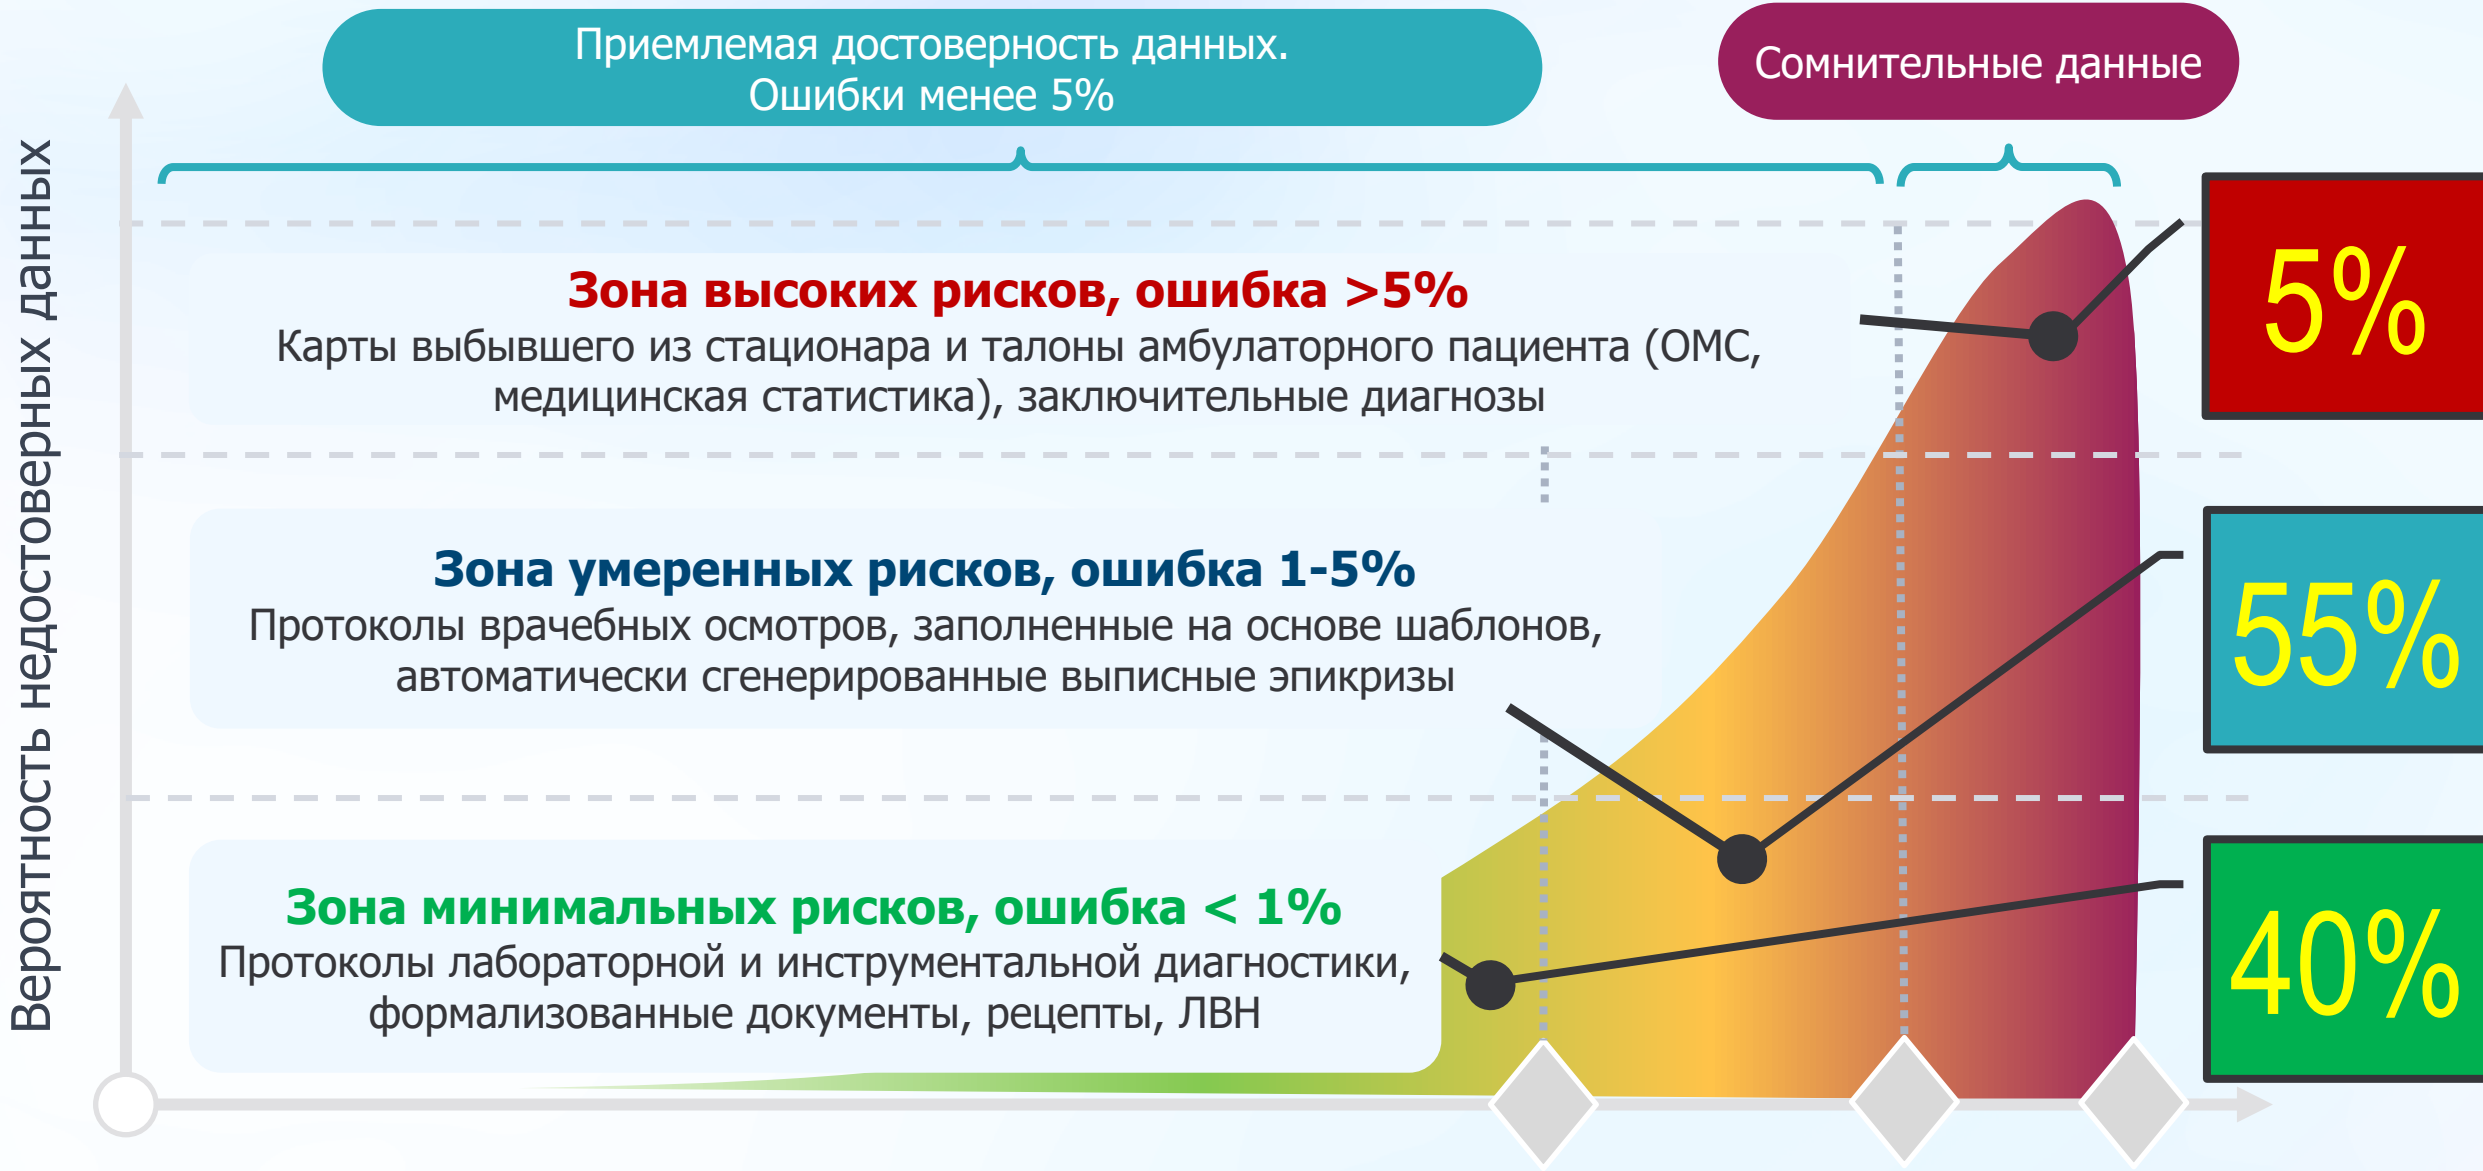 Приемлемая достоверность данных.
Ошибки менее 5%
Сомнительные данные
Вероятность недостоверных данных
Зона высоких рисков, ошибка >5%
Карты выбывшего из стационара и талоны амбулаторного пациента (ОМС,
медицинская статистика), заключительные диагнозы
5%
Зона умеренных рисков, ошибка 1-5%
Протоколы врачебных осмотров, заполненные на основе шаблонов,
автоматически сгенерированные выписные эпикризы
55%
Зона минимальных рисков, ошибка < 1%
Протоколы лабораторной и инструментальной диагностики,
формализованные документы, рецепты, ЛВН
40%